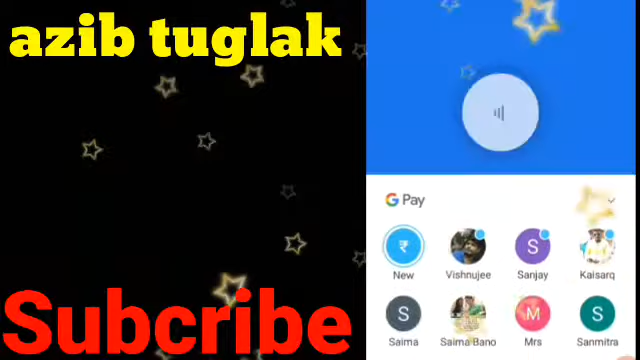 azib tuglak
Subcribe
G Pay
₹
S
New
Vishnujee
Sanjay
Kaisarq
S
M
S
Saima
Saima Bano
Mrs
Sanmitra